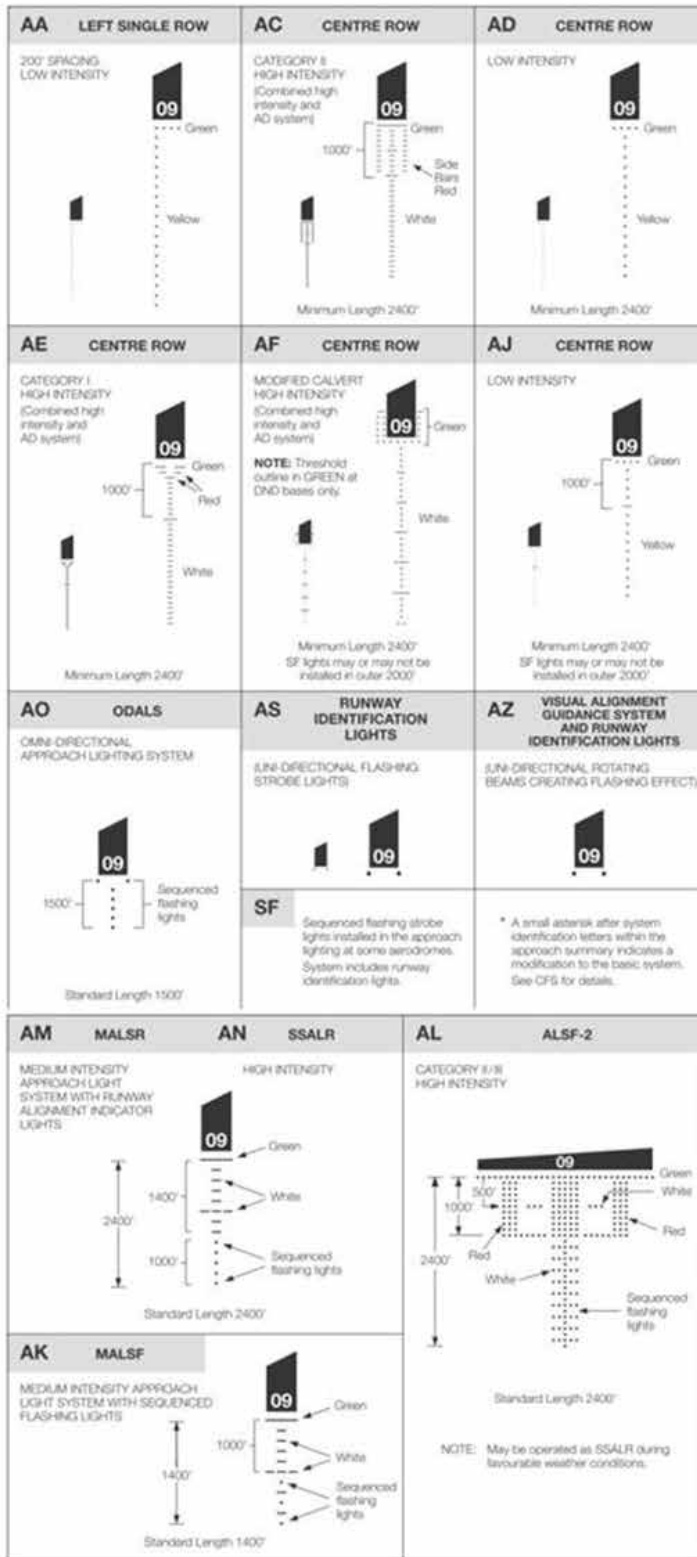 AA LEFT SINGLE ROW
200' SPACING
LOW INTENSITY
09
Green
Yellow
AC CENTRE ROW
CATEGORY II
HIGH INTENSITY
(Combined high
intensity and
AD system)
09
Green
1000'
Side
Bars
Red
White
Minimum Length 2400'
AD CENTRE ROW
LOW INTENSITY
09
Green
Yellow
Minimum Length 2400'
AE CENTRE ROW
CATEGORY I
HIGH INTENSITY
(Combined high
intensity and
AD system)
09
Green
1000'
Red
White
Minimum Length 2400'
AF CENTRE ROW
MODIFIED CALVERT
HIGH INTENSITY
(Combined high
intensity and
AD system)
09
Green
NOTE: Threshold
outline in GREEN at
DND bases only.
White
Minimum Length 2400'
SF lights may or may not be
installed in outer 2000'
AJ CENTRE ROW
LOW INTENSITY
09
Green
1000'
Yellow
Minimum Length 2400'
SF lights may or may not be
installed in outer 2000'
AO ODALS
OMNI-DIRECTIONAL
APPROACH LIGHTING SYSTEM
09
1500'
Sequenced
flashing
lights
Standard Length 1500'
AS RUNWAY
IDENTIFICATION
LIGHTS
(UNI-DIRECTIONAL FLASHING
STROBE LIGHTS)
09
AZ VISUAL ALIGNMENT
GUIDANCE SYSTEM
AND RUNWAY
IDENTIFICATION LIGHTS
(UNI-DIRECTIONAL ROTATING
BEAMS CREATING FLASHING EFFECT)
09
SF
Sequenced flashing strobe
lights installed in the approach
lighting at some aerodromes.
System includes runway
identification lights.
* A small asterisk after system
identification letters within the
approach summary indicates a
modification to the basic system.
See CFS for details.
AM MALSR AN SSALR
MEDIUM INTENSITY
APPROACH LIGHT
SYSTEM WITH RUNWAY
ALIGNMENT INDICATOR
LIGHTS
HIGH INTENSITY
09
Green
1400'
White
2400'
1000'
Sequenced
flashing lights
Standard Length 2400'
AL ALSF-2
CATEGORY II/III
HIGH INTENSITY
09
Green
500'
White
1000'
Red
Red
2400'
White
Sequenced
flashing
lights
Standard Length 2400'
NOTE: May be operated as SSALR during
favourable weather conditions.
AK MALSF
MEDIUM INTENSITY APPROACH
LIGHT SYSTEM WITH SEQUENCED
FLASHING LIGHTS
09
Green
1000'
White
1400'
Sequenced
flashing
lights
Standard Length 1400'